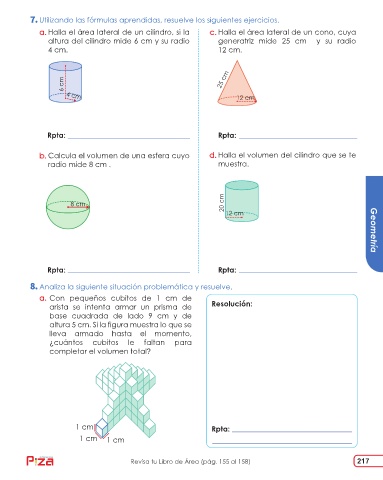 7. Utilizando las fórmulas aprendidas, resuelve los siguientes ejercicios.
a. Halla el área lateral de un cilindro, si la
altura del cilindro mide 6 cm y su radio
4 cm.
6 cm
4 cm
Rpta:
c. Halla el área lateral de un cono, cuya
generatriz mide 25 cm y su radio
12 cm.
25 cm
12 cm
Rpta:
b. Calcula el volumen de una esfera cuyo
radio mide 8 cm .
8 cm
Rpta:
d. Halla el volumen del cilindro que se te
muestra.
20 cm
12 cm
Rpta:
Geometría
8. Analiza la siguiente situación problemática y resuelve.
a. Con pequeños cubitos de 1 cm de
arista se intenta armar un prisma de
base cuadrada de lado 9 cm y de
altura 5 cm. Si la figura muestra lo que se
lleva armado hasta el momento,
¿cuántos cubitos le faltan para
completar el volumen total?
1 cm
1 cm
1 cm
Resolución:
Rpta:
Piza
Revisa tu Libro de Área (pág. 155 al 158)
217